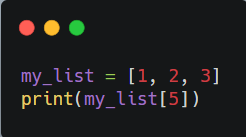 my_list = [1, 2, 3]
print(my_list[5])